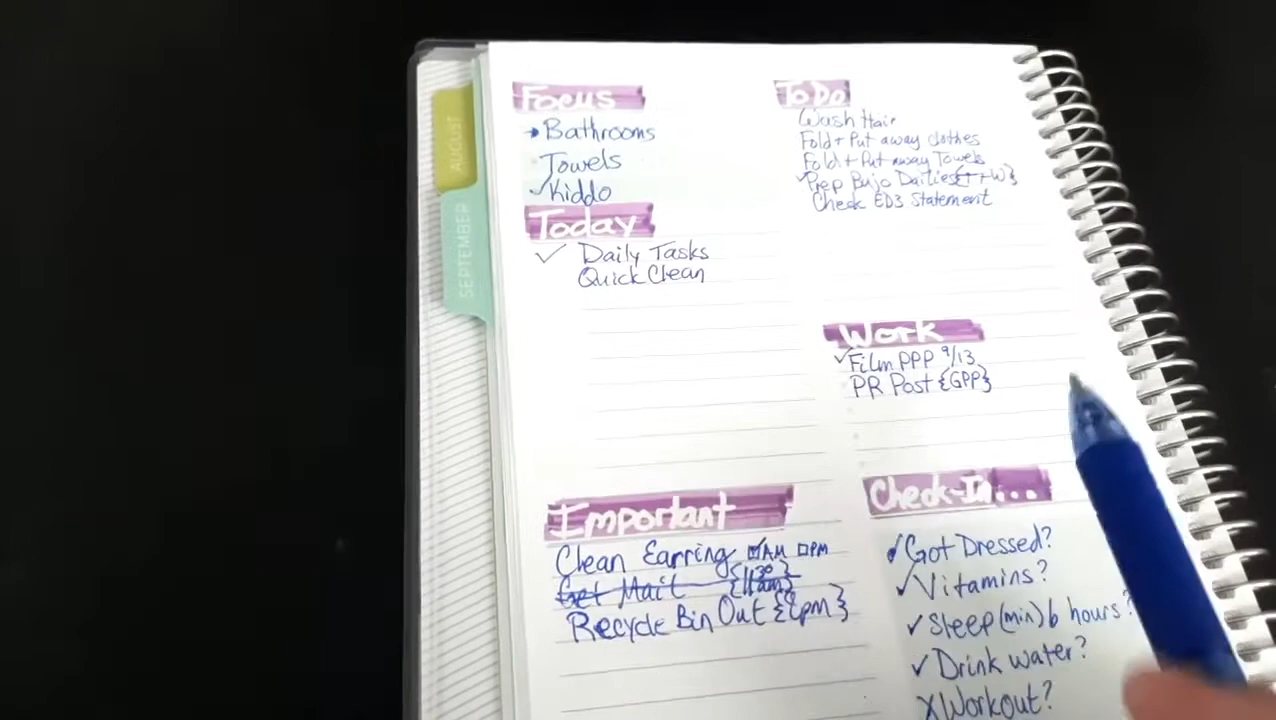 AUGUST
SEPTEMBER
Focus
→ Bathrooms
Towels
✓ Kiddo
Today
✓ Daily Tasks
Quick Clean
To Do
Wash Hair
Fold + Put away clothes
Fold + Put away Towels
✓ Prep Bujo Dailies {T+W}
Check ED3 Statement
Work
✓ Film PPP 9/13
PR Post {GPP}
Important
Clean Earring ☑AM ☐PM
Get Mail {11am}
Recycle Bin Out
Check-In...
✓ Got Dressed?
✓ Vitamins?
✓ Sleep (min) 6 hours?
✓ Drink water?
X Workout?